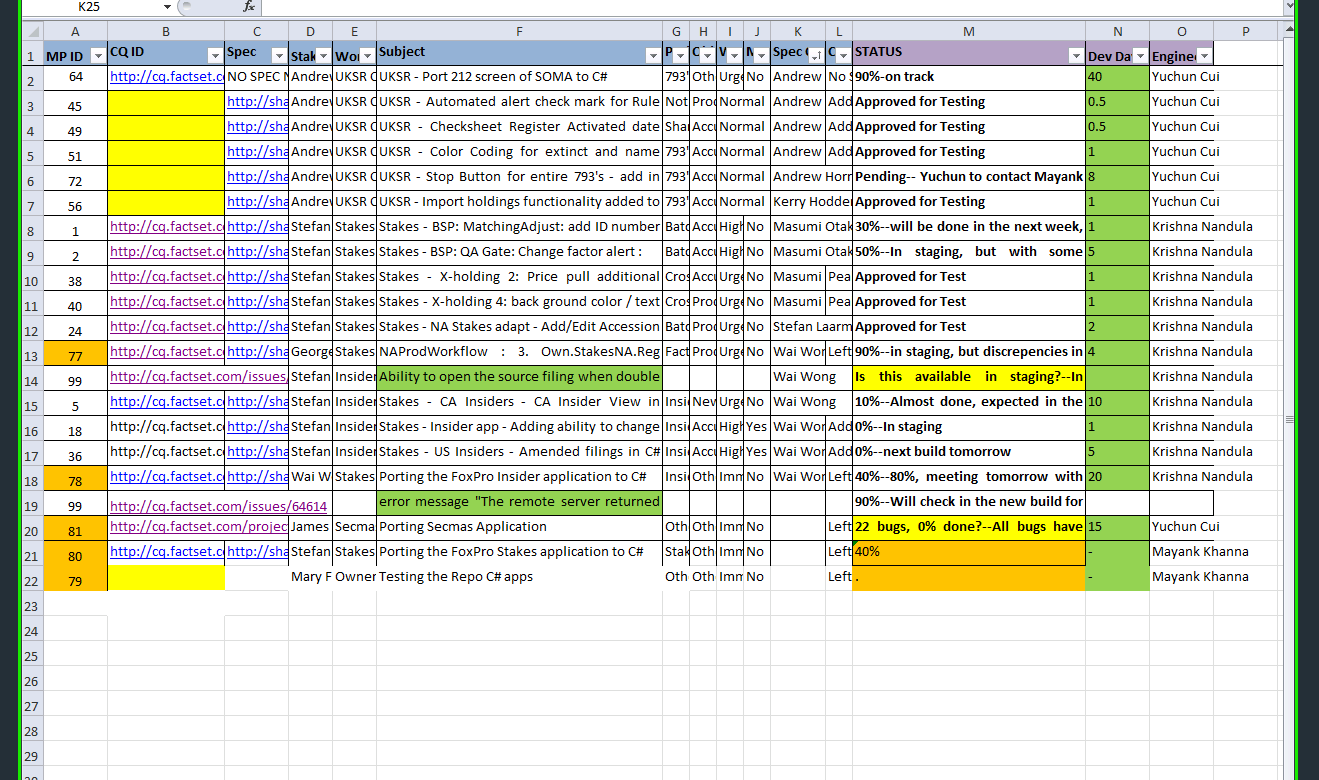 K25 fx
A B C D E F G H I J K L M N O P
1 MP ID CQ ID Spec Stak Wor Subject P Spec STATUS Dev Da Enginee
2 64 http://cq.factset.c NO SPEC N Andrew UKSR C UKSR - Port 212 screen of SOMA to C# 793' Oth Urge No Andrew No S 90%-on track 40 Yuchun Cui
3 45 http://sha Andrew UKSR C UKSR - Automated alert check mark for Rule Not Proc Normal Andrew Add Approved for Testing 0.5 Yuchun Cui
4 49 http://sha Andrew UKSR C UKSR - Checksheet Register Activated date Shar Accu Normal Andrew Add Approved for Testing 0.5 Yuchun Cui
5 51 http://sha Andrew UKSR C UKSR - Color Coding for extinct and name 793' Accu Normal Andrew Add Approved for Testing 1 Yuchun Cui
6 72 http://sha Andrew UKSR C UKSR - Stop Button for entire 793's - add in 793' Accu Normal Andrew Horn Pending-- Yuchun to contact Mayank 8 Yuchun Cui
7 56 http://sha Andrew UKSR C UKSR - Import holdings functionality added to 793' Accu Normal Kerry Hodder Approved for Testing 1 Yuchun Cui
8 1 http://cq.factset.c http://sha Stefan Stakes Stakes - BSP: MatchingAdjust: add ID number Batc Accu High No Masumi Otak 30%--will be done in the next week, 1 Krishna Nandula
9 2 http://cq.factset.c http://sha Stefan Stakes Stakes - BSP: QA Gate: Change factor alert : Batc Accu High No Masumi Otak 50%--In staging, but with some 5 Krishna Nandula
10 38 http://cq.factset.c http://sha Stefan Stakes Stakes - X-holding 2: Price pull additional Cros Accu Urge No Masumi Pea Approved for Test 1 Krishna Nandula
11 40 http://cq.factset.c http://sha Stefan Stakes Stakes - X-holding 4: back ground color / text Cros Proc Urge No Masumi Pea Approved for Test 1 Krishna Nandula
12 24 http://cq.factset.c http://sha Stefan Stakes Stakes - NA Stakes adapt - Add/Edit Accession Batc Proc Urge No Stefan Laarm Approved for Test 2 Krishna Nandula
13 77 http://cq.factset.c http://sha George Stakes NAProdWorkflow : 3. Own.StakesNA.Reg Fact Proc Urge No Wai Wor Left 90%--in staging, but discrepancies in 4 Krishna Nandula
14 99 http://cq.factset.com/issues/ Stefan Insider Ability to open the source filing when double Wai Wong Is this available in staging?--In Krishna Nandula
15 5 http://cq.factset.c http://sha Stefan Insider Stakes - CA Insiders - CA Insider View in Insi New Urge No Wai Wong 10%--Almost done, expected in the 10 Krishna Nandula
16 18 http://cq.factset.c http://sha Stefan Insider Stakes - Insider app - Adding ability to change Insi Accu High Yes Wai Wor Add 0%--In staging 1 Krishna Nandula
17 36 http://cq.factset.c http://sha Stefan Insider Stakes - US Insiders - Amended filings in C# Insi Accu High Yes Wai Wor Add 0%--next build tomorrow 5 Krishna Nandula
18 78 http://cq.factset.c http://sha Wai W Stakes Porting the FoxPro Insider application to C# Insi Oth Imm No Wai Wor Left 40%--80%, meeting tomorrow with 20 Krishna Nandula
19 99 http://cq.factset.com/issues/64614 error message "The remote server returned 90%--Will check in the new build for
20 81 http://cq.factset.com/projec James Secma Porting Secmas Application Oth Oth Imm No Left 22 bugs, 0% done?--All bugs have 15 Yuchun Cui
21 80 http://cq.factset.c http://sha Stefan Stakes Porting the FoxPro Stakes application to C# Stak Oth Imm No Left 40% - Mayank Khanna
22 79 Mary F Owner Testing the Repo C# apps Oth Oth Imm No Left . - Mayank Khanna
23
24
25
26
27
28
29